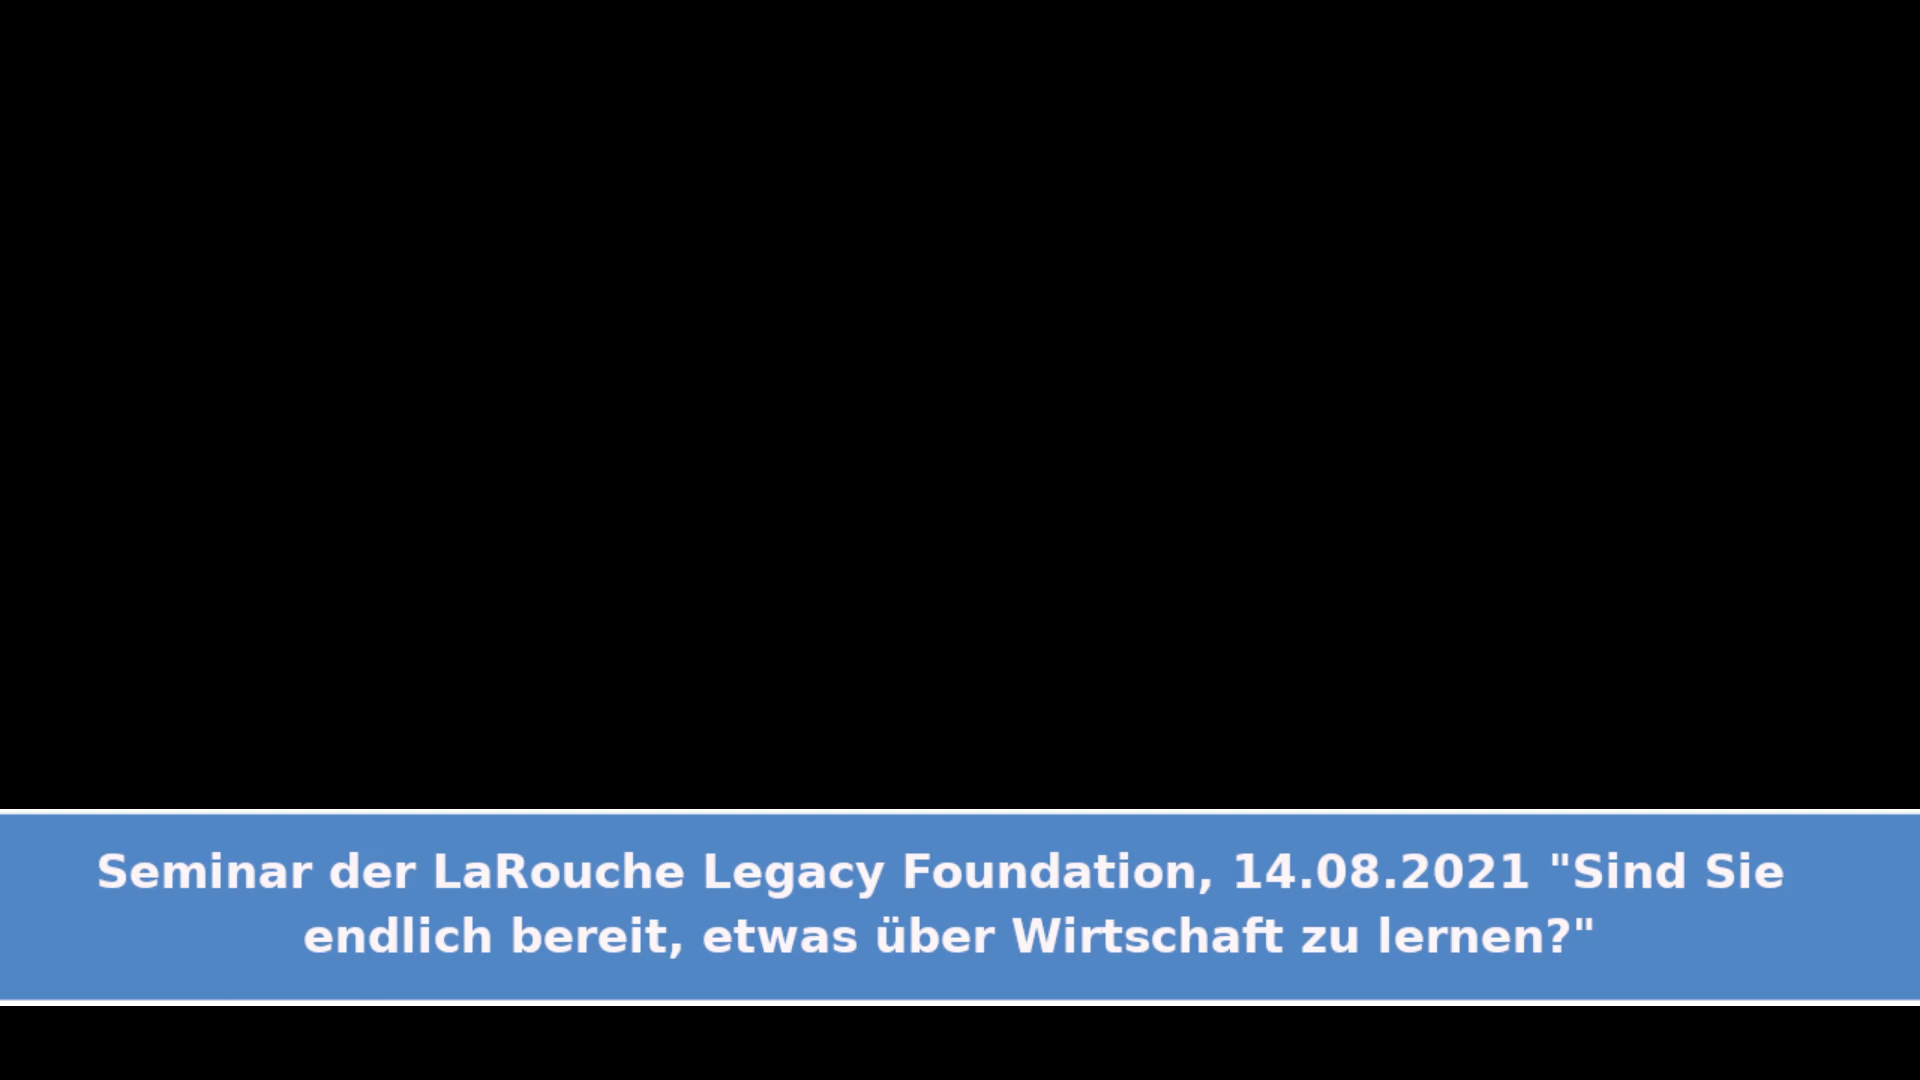 Seminar der LaRouche Legacy Foundation, 14.08.2021 "Sind Sie
endlich bereit, etwas über Wirtschaft zu lernen?"